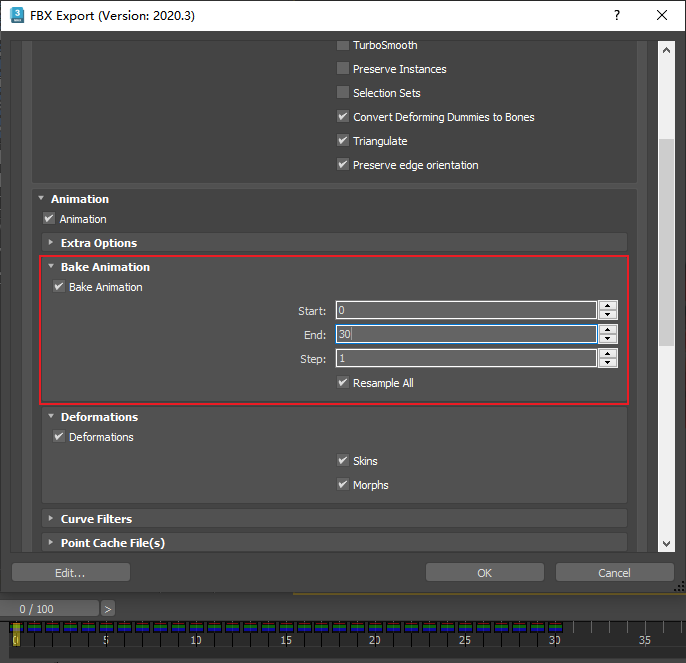 3 FBX Export (Version: 2020.3) ?
TurboSmooth
Preserve Instances
Selection Sets
Convert Deforming Dummies to Bones
Triangulate
Preserve edge orientation
Animation
Animation
Extra Options
Bake Animation
Bake Animation
Start: 0
End: 30
Step: 1
Resample All
Deformations
Deformations
Skins
Morphs
Curve Filters
Point Cache File(s)
Edit... OK Cancel
0 / 100 >
0 5 10 15 20 25 30 35